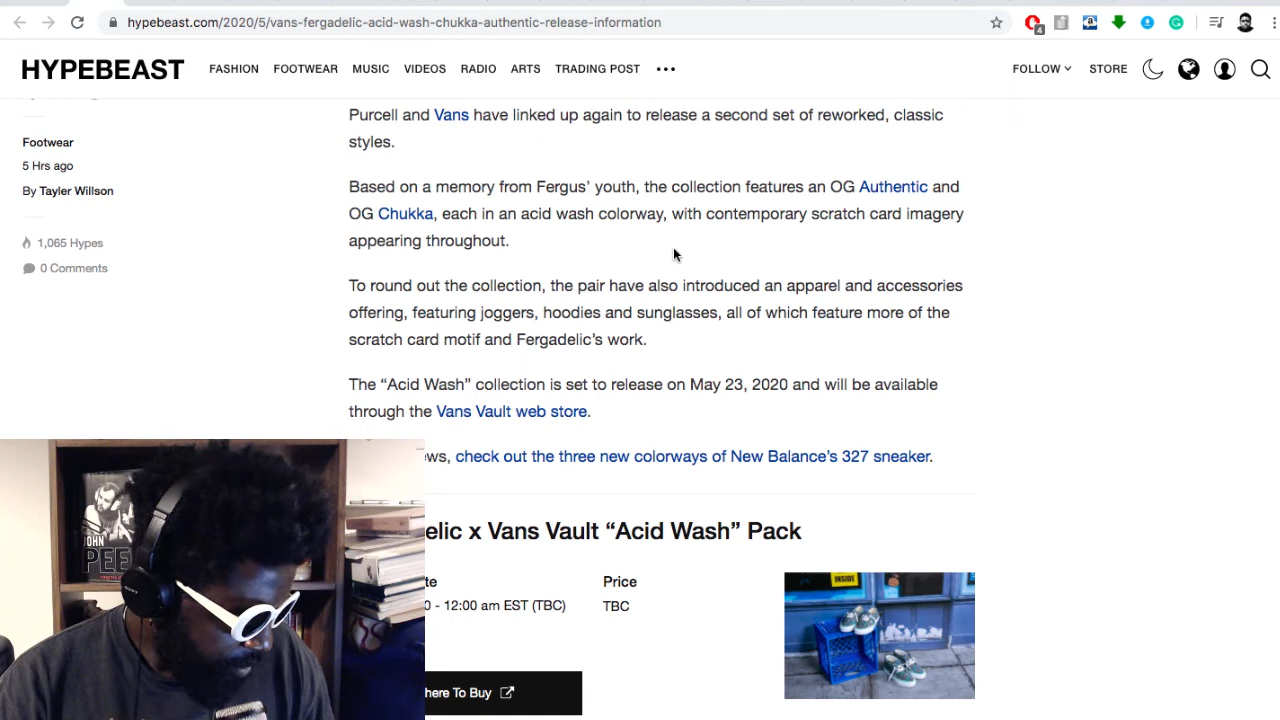 hypebeast.com/2020/5/vans-fergadelic-acid-wash-chukka-authentic-release-information
4
HYPEBEAST FASHION FOOTWEAR MUSIC VIDEOS RADIO ARTS TRADING POST ••• FOLLOW STORE
Footwear
5 Hrs ago
By Tayler Willson
1,065 Hypes
0 Comments
Purcell and Vans have linked up again to release a second set of reworked, classic
styles.
Based on a memory from Fergus’ youth, the collection features an OG Authentic and
OG Chukka, each in an acid wash colorway, with contemporary scratch card imagery
appearing throughout.
To round out the collection, the pair have also introduced an apparel and accessories
offering, featuring joggers, hoodies and sunglasses, all of which feature more of the
scratch card motif and Fergadelic’s work.
The “Acid Wash” collection is set to release on May 23, 2020 and will be available
through the Vans Vault web store.
ews, check out the three new colorways of New Balance’s 327 sneaker.
elic x Vans Vault “Acid Wash” Pack
te
0 - 12:00 am EST (TBC)
Price
TBC
here To Buy
INSIDE
JOHN
PEE
SONY